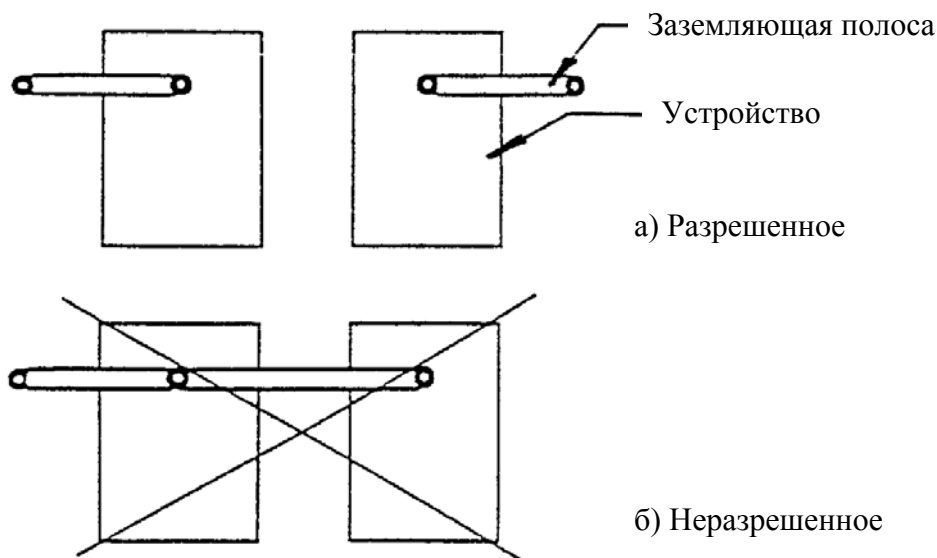 Заземляющая полоса
Устройство
а) Разрешенное
б) Неразрешенное